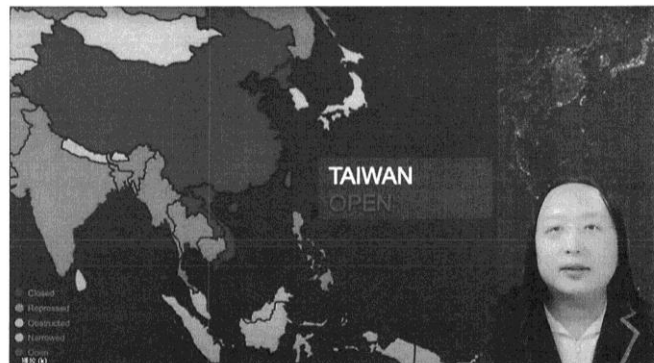 TAIWAN
OPEN
Closed
Repressed
Obstructed
Narrowed
Open